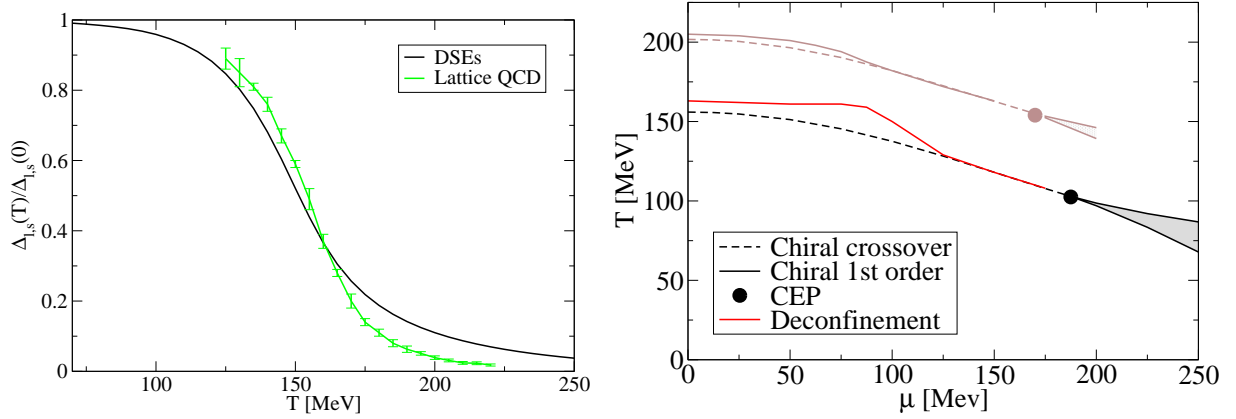 1
0.8
0.6
0.4
0.2
0
Δl,s(T)/Δl,s(0)
100
150
200
250
T [MeV]
DSEs
Lattice QCD
200
150
100
50
0
T [MeV]
0
50
100
150
200
250
μ [Mev]
Chiral crossover
Chiral 1st order
CEP
Deconfinement